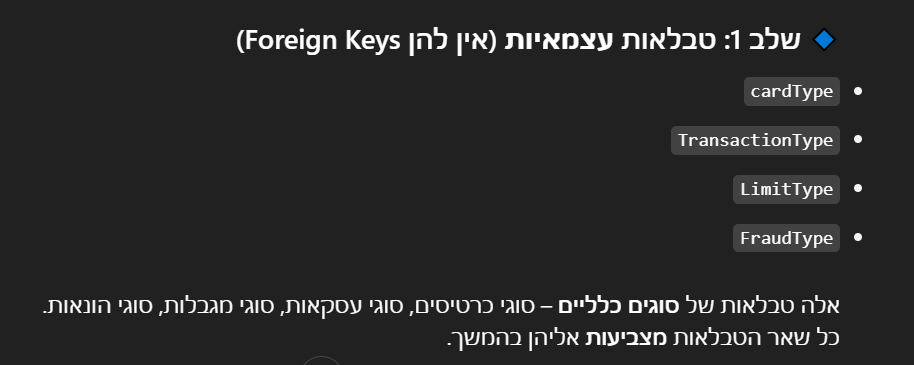 🔷 שלב 1: טבלאות עצמאיות (אין להן Foreign Keys)
• cardType
• TransactionType
• LimitType
• FraudType
אלה טבלאות של סוגים כלליים – סוגי כרטיסים, סוגי עסקאות, סוגי מגבלות, סוגי הונאות.
כל שאר הטבלאות מצביעות אליהן בהמשך.